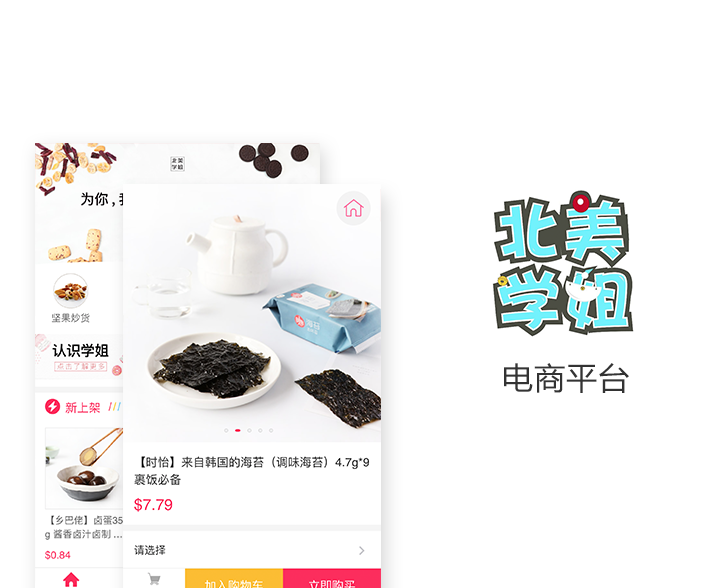 北美
学姐
为你，
坚果炒货
认识学姐
点击了解更多
新上架
【乡巴佬】卤蛋35
g 酱香卤汁卤制 ...
$0.84
海苔
【时怡】来自韩国的海苔（调味海苔）4.7g*9
裹饭必备
$7.79
请选择
加入购物车
立即购买
北美
学姐
电商平台